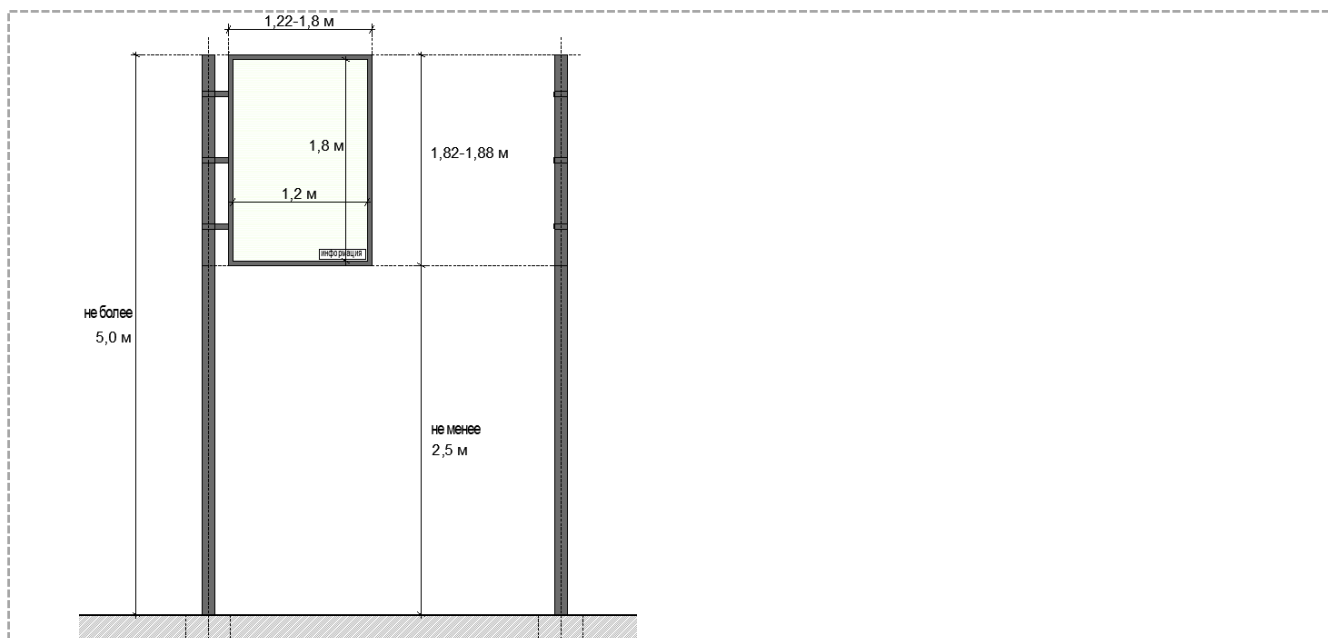 1,22-1,8 м
1,8 м
1,82-1,88 м
1,2 м
информация
не более
5,0 м
не менее
2,5 м